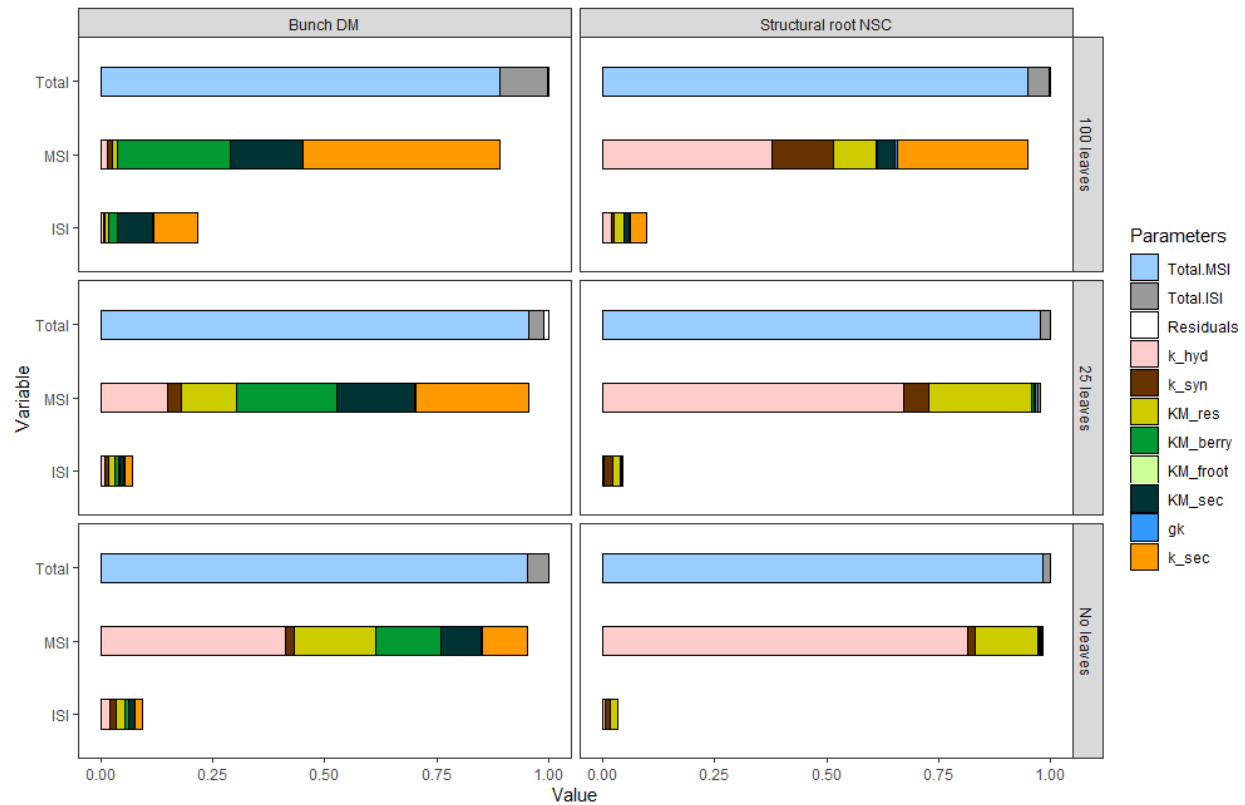 Bunch DM
Structural root NSC
Total
MSI
ISI
100 leaves
Total
MSI
ISI
25 leaves
Total
MSI
ISI
No leaves
Variable
0.00
0.25
0.50
0.75
1.00
0.00
0.25
0.50
0.75
1.00
Value
Parameters
Total.MSI
Total.ISI
Residuals
k_hyd
k_syn
KM_res
KM_berry
KM_froot
KM_sec
gk
k_sec